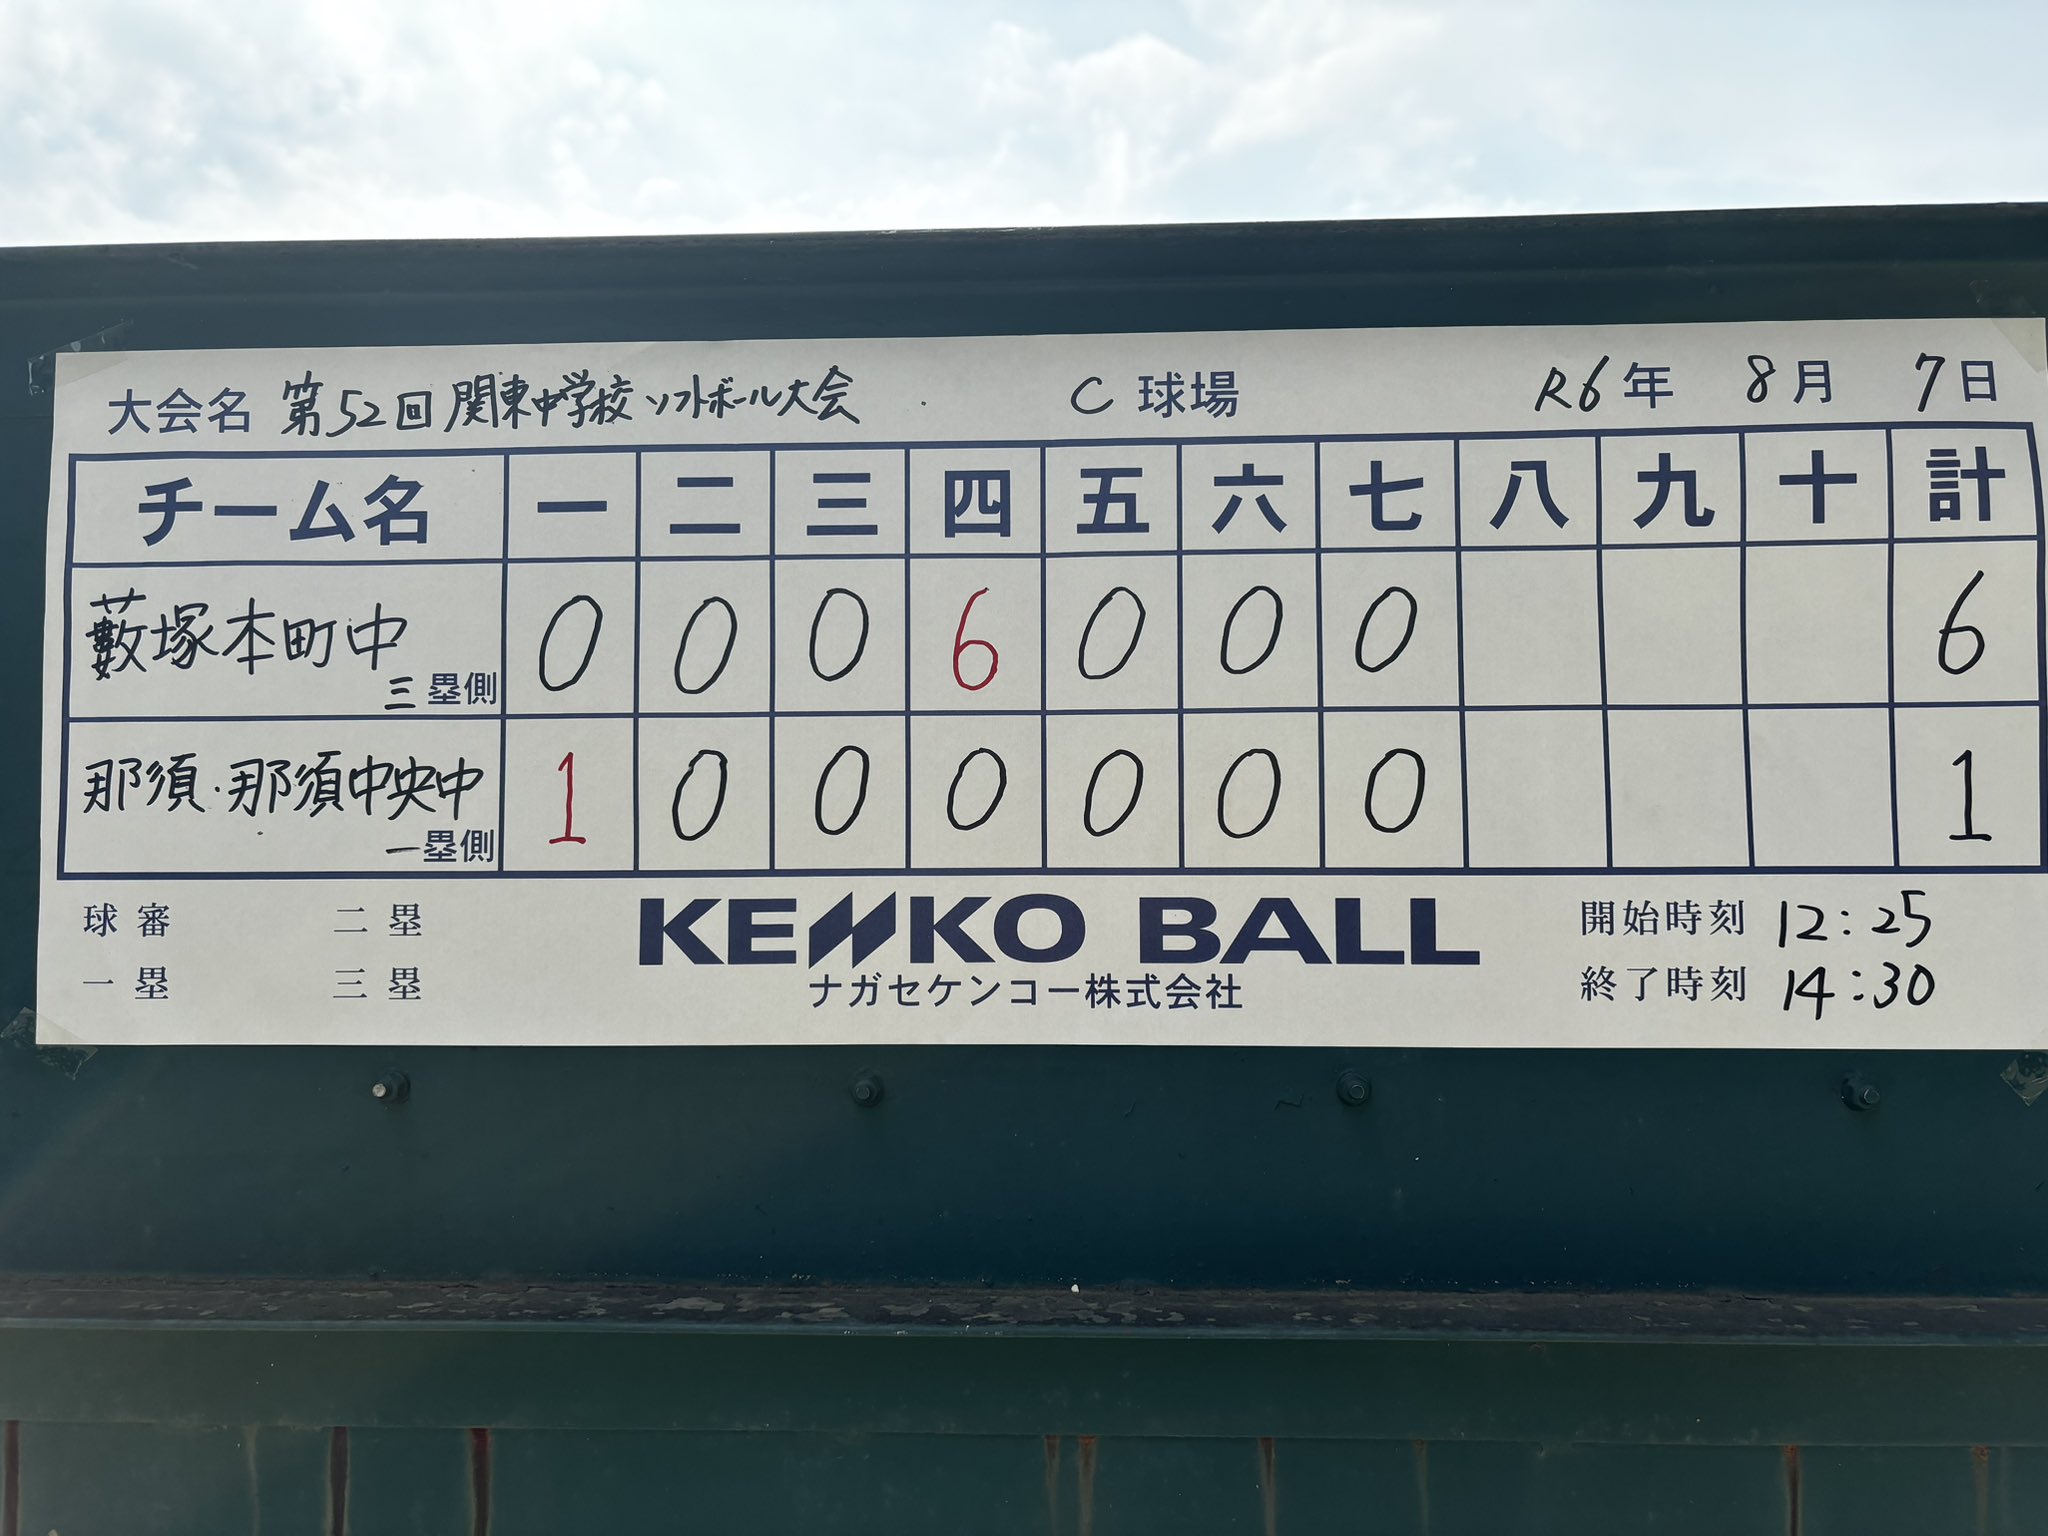 大会名 第52回関東中学校ソフトボール大会 C 球場 R6年 8月 7日
チーム名 一 二 三 四 五 六 七 八 九 十 計
藪塚本町中 0 0 0 6 0 0 0 6
三塁側
那須・那須中央中 1 0 0 0 0 0 0 1
一塁側
球審 二塁 KENKO BALL 開始時刻 12:25
一塁 三塁 ナガセケンコー株式会社 終了時刻 14:30